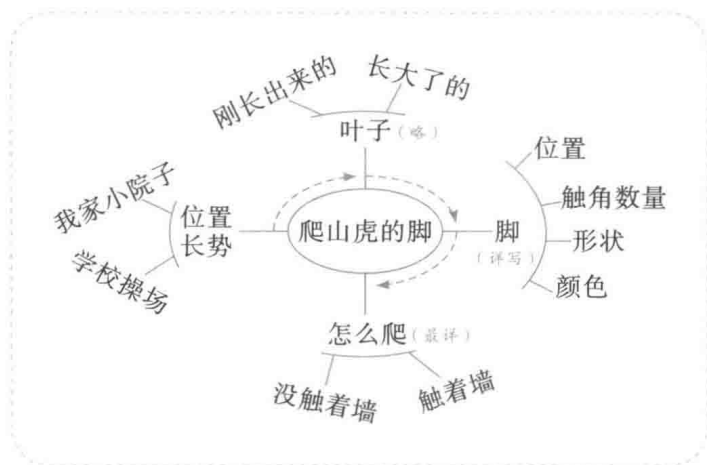 刚长出来的
长大了的
叶子（略）
我家小院子
学校操场
位置
长势
爬山虎的脚
脚
（详写）
位置
触角数量
形状
颜色
怎么爬（最详）
没触着墙
触着墙